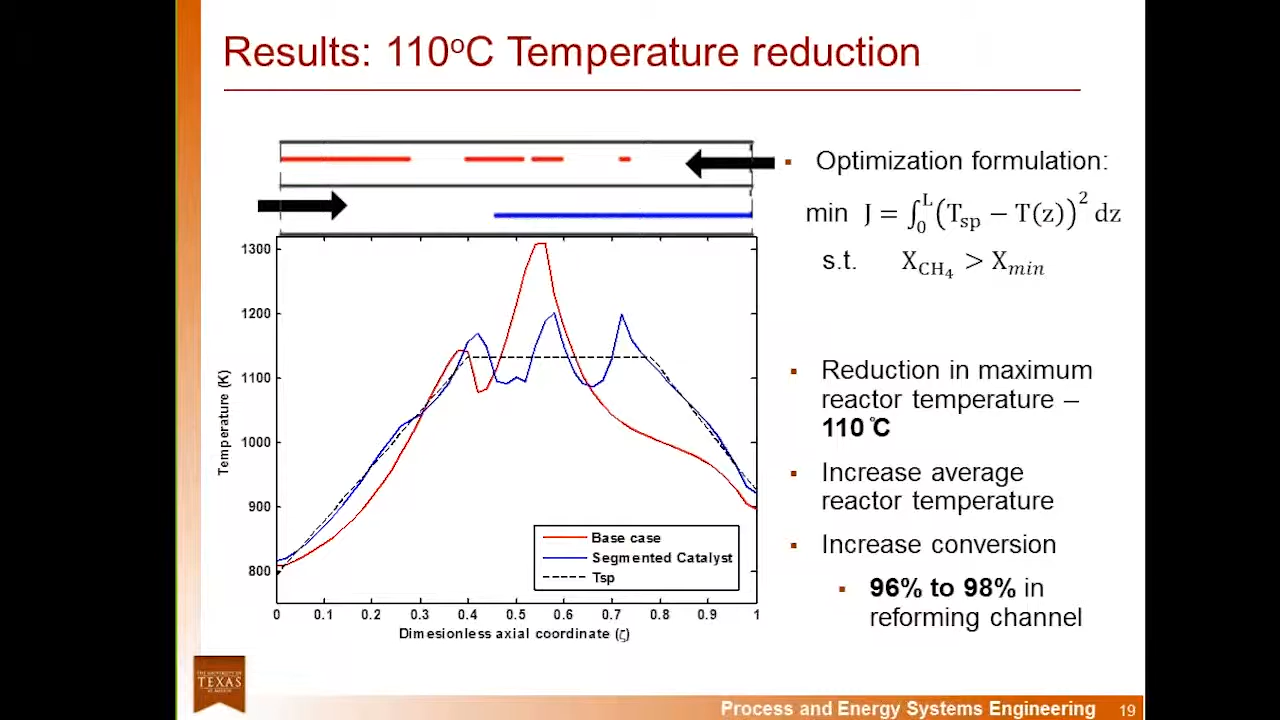 Results: 110°C Temperature reduction
▪ Optimization formulation:
min J = ∫₀ᴸ(Tsp − T(z))² dz
s.t. XCH₄ > Xmin
1300
1200
1100
1000
900
800
Temperature (K)
0 0.1 0.2 0.3 0.4 0.5 0.6 0.7 0.8 0.9 1
Dimesionless axial coordinate (ζ)
Base case
Segmented Catalyst
Tsp
▪ Reduction in maximum
reactor temperature –
110 °C
▪ Increase average
reactor temperature
▪ Increase conversion
▪ 96% to 98% in
reforming channel
TEXAS
Process and Energy Systems Engineering 19